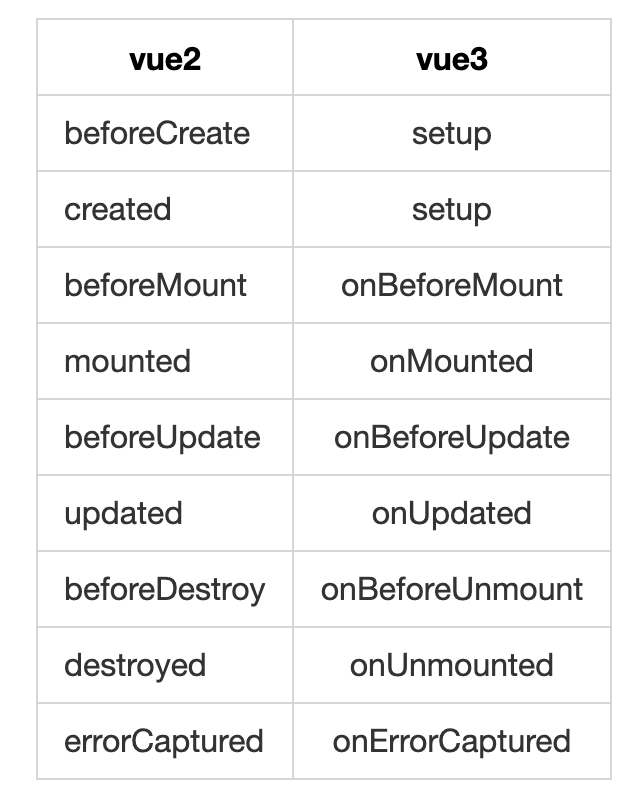 vue2 vue3
beforeCreate setup
created setup
beforeMount onBeforeMount
mounted onMounted
beforeUpdate onBeforeUpdate
updated onUpdated
beforeDestroy onBeforeUnmount
destroyed onUnmounted
errorCaptured onErrorCaptured